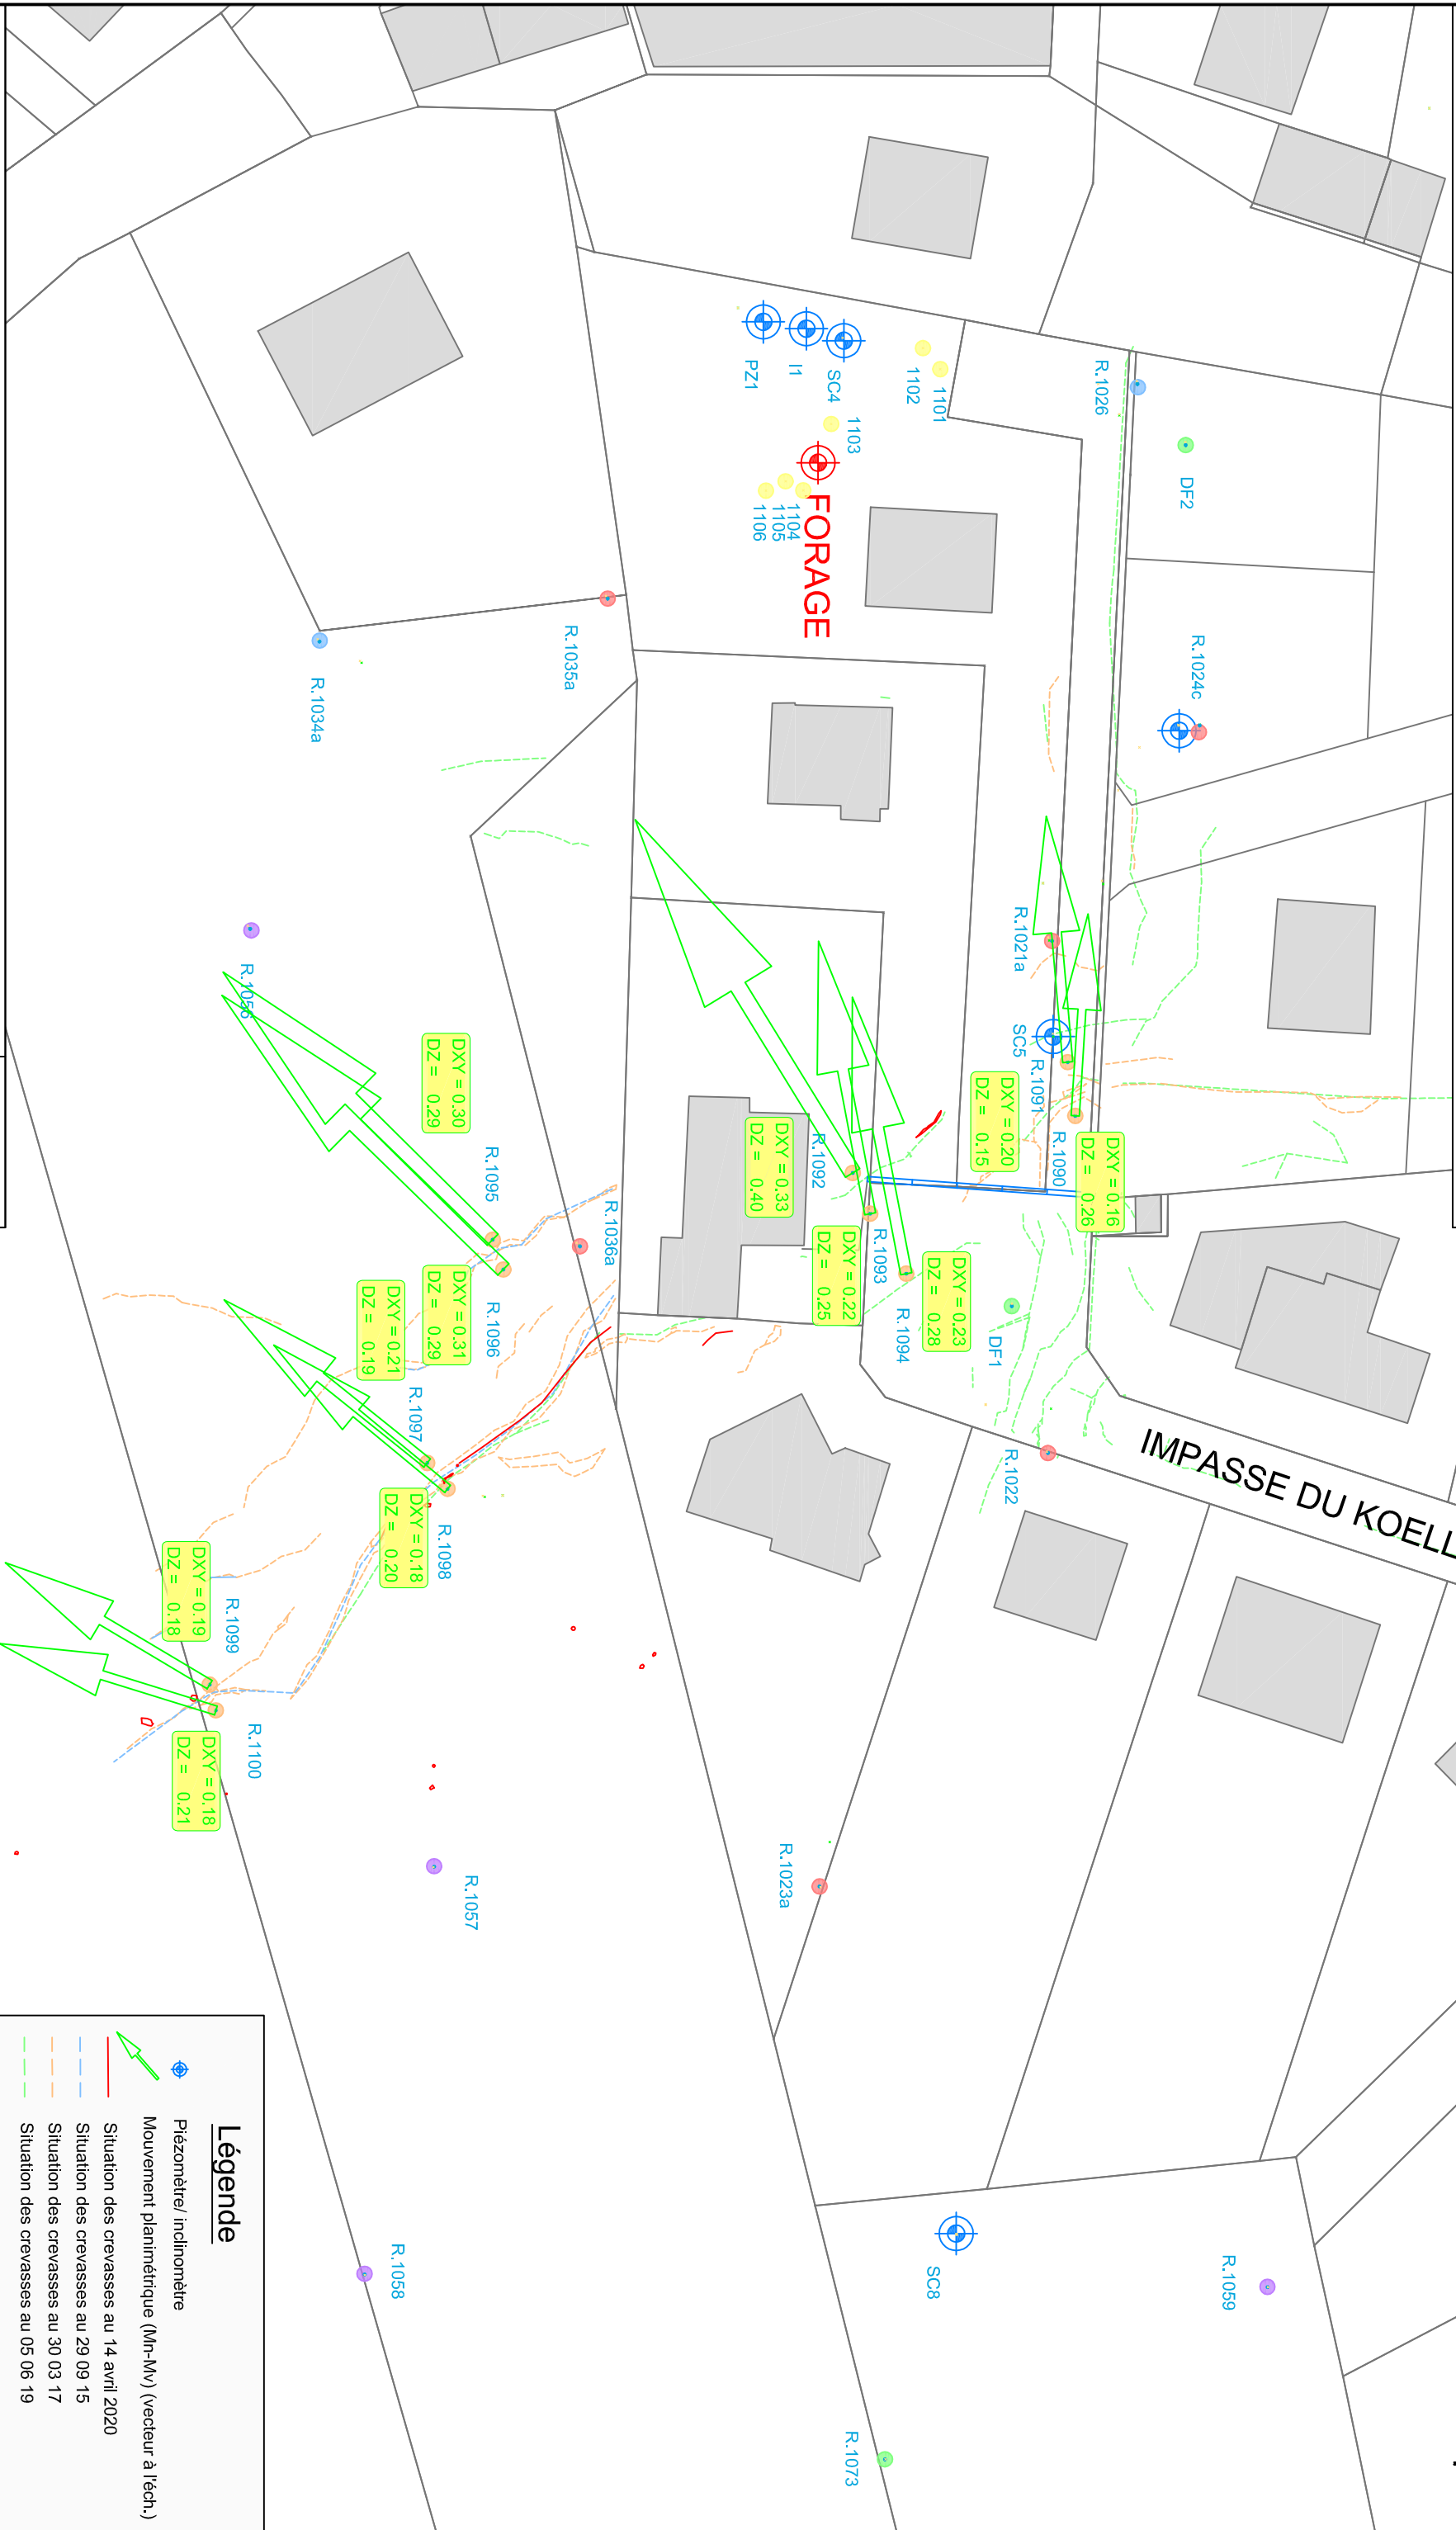 R.1026
DF2
R.1024c
1101
1102
1103
SC4
I1
PZ1
1104
1105
1106
FORAGE
R.1035a
R.1034a
R.1021a
SC5
R.1056
R.1091
R.1090
DXY = 0.16
DZ = 0.26
DXY = 0.20
DZ = 0.15
R.1092
DXY = 0.33
DZ = 0.40
R.1093
DXY = 0.22
DZ = 0.25
R.1094
DXY = 0.23
DZ = 0.28
DF1
R.1022
IMPASSE DU KOELL
DXY = 0.30
DZ = 0.29
R.1095
R.1036a
R.1096
DXY = 0.31
DZ = 0.29
DXY = 0.21
DZ = 0.19
R.1097
DXY = 0.18
DZ = 0.20
R.1098
DXY = 0.19
DZ = 0.18
R.1099
R.1100
DXY = 0.18
DZ = 0.21
R.1023a
R.1057
R.1058
SC8
R.1059
R.1073
Légende
Piézomètre/ inclinomètre
Mouvement planimétrique (Mn-Mv) (vecteur à l'éch.)
Situation des crevasses au 14 avril 2020
Situation des crevasses au 29 09 15
Situation des crevasses au 30 03 17
Situation des crevasses au 05 06 19